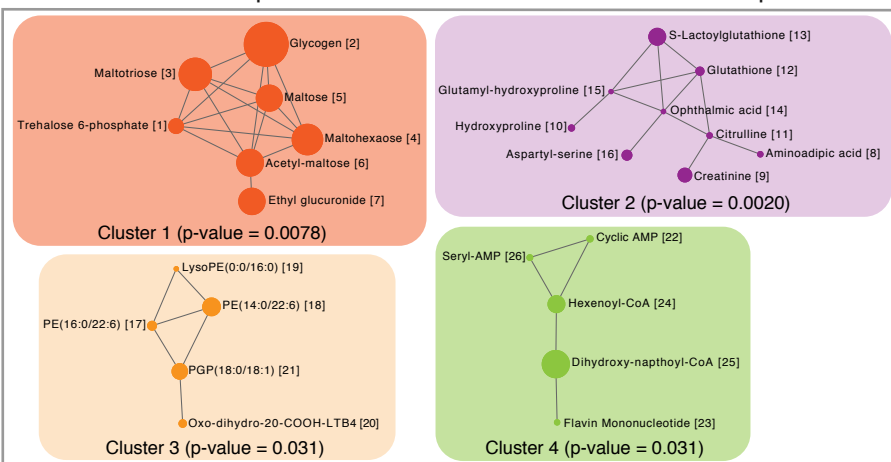 Glycogen [2]
Maltotriose [3]
Maltose [5]
Trehalose 6-phosphate [1]
Maltohexaose [4]
Acetyl-maltose [6]
Ethyl glucuronide [7]
Cluster 1 (p-value = 0.0078)
S-Lactoylglutathione [13]
Glutathione [12]
Glutamyl-hydroxyproline [15]
Ophthalmic acid [14]
Hydroxyproline [10]
Citrulline [11]
Aspartyl-serine [16]
Aminoadipic acid [8]
Creatinine [9]
Cluster 2 (p-value = 0.0020)
LysoPE(0:0/16:0) [19]
PE(14:0/22:6) [18]
PE(16:0/22:6) [17]
PGP(18:0/18:1) [21]
Oxo-dihydro-20-COOH-LTB4 [20]
Cluster 3 (p-value = 0.031)
Cyclic AMP [22]
Seryl-AMP [26]
Hexenoyl-CoA [24]
Dihydroxy-napthoyl-CoA [25]
Flavin Mononucleotide [23]
Cluster 4 (p-value = 0.031)